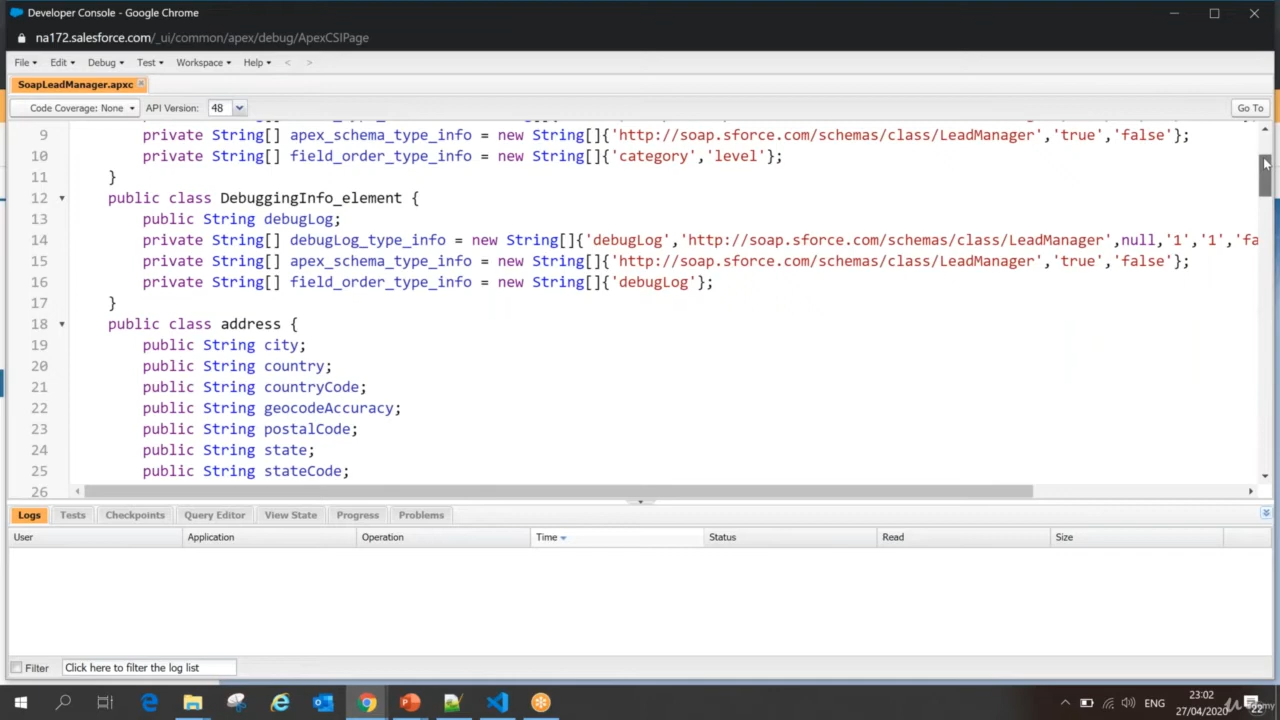 Developer Console - Google Chrome
na172.salesforce.com/_ui/common/apex/debug/ApexCSIPage
File Edit Debug Test Workspace Help < >
SoapLeadManager.apxc
Code Coverage: None API Version: 48 Go To
9 private String[] apex_schema_type_info = new String[]{'http://soap.sforce.com/schemas/class/LeadManager','true','false'};
10 private String[] field_order_type_info = new String[]{'category','level'};
11 }
12 public class DebuggingInfo_element {
13 public String debugLog;
14 private String[] debugLog_type_info = new String[]{'debugLog','http://soap.sforce.com/schemas/class/LeadManager',null,'1','1','fa
15 private String[] apex_schema_type_info = new String[]{'http://soap.sforce.com/schemas/class/LeadManager','true','false'};
16 private String[] field_order_type_info = new String[]{'debugLog'};
17 }
18 public class address {
19 public String city;
20 public String country;
21 public String countryCode;
22 public String geocodeAccuracy;
23 public String postalCode;
24 public String state;
25 public String stateCode;
26
Logs Tests Checkpoints Query Editor View State Progress Problems
User Application Operation Time Status Read Size
Filter Click here to filter the log list
ENG
23:02
27/04/2020
22